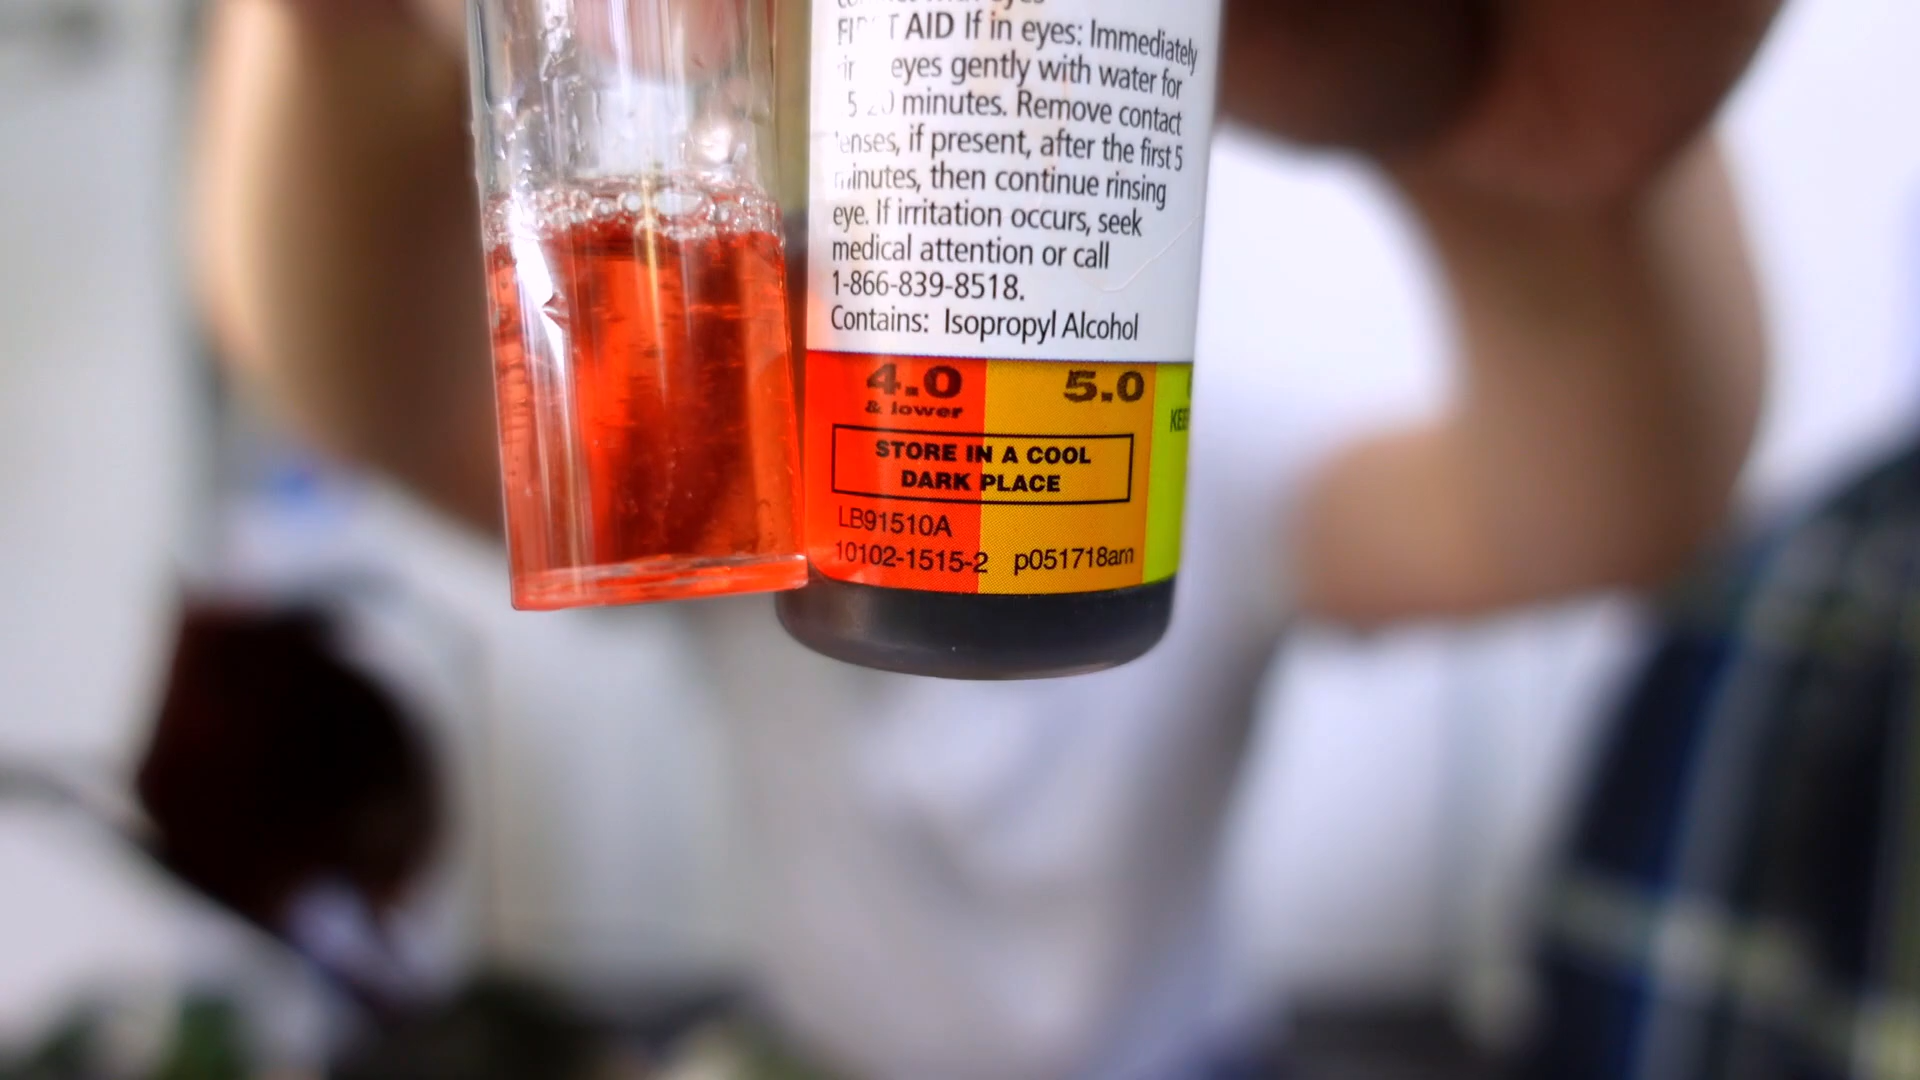 AID If in eyes: Immediately
eyes gently with water for
minutes. Remove contact
lenses, if present, after the first 5
minutes, then continue rinsing
eye. If irritation occurs, seek
medical attention or call
1-866-839-8518.
Contains: Isopropyl Alcohol
4.0 5.0
& lower
STORE IN A COOL
DARK PLACE
LB91510A
10102-1515-2 p051718am